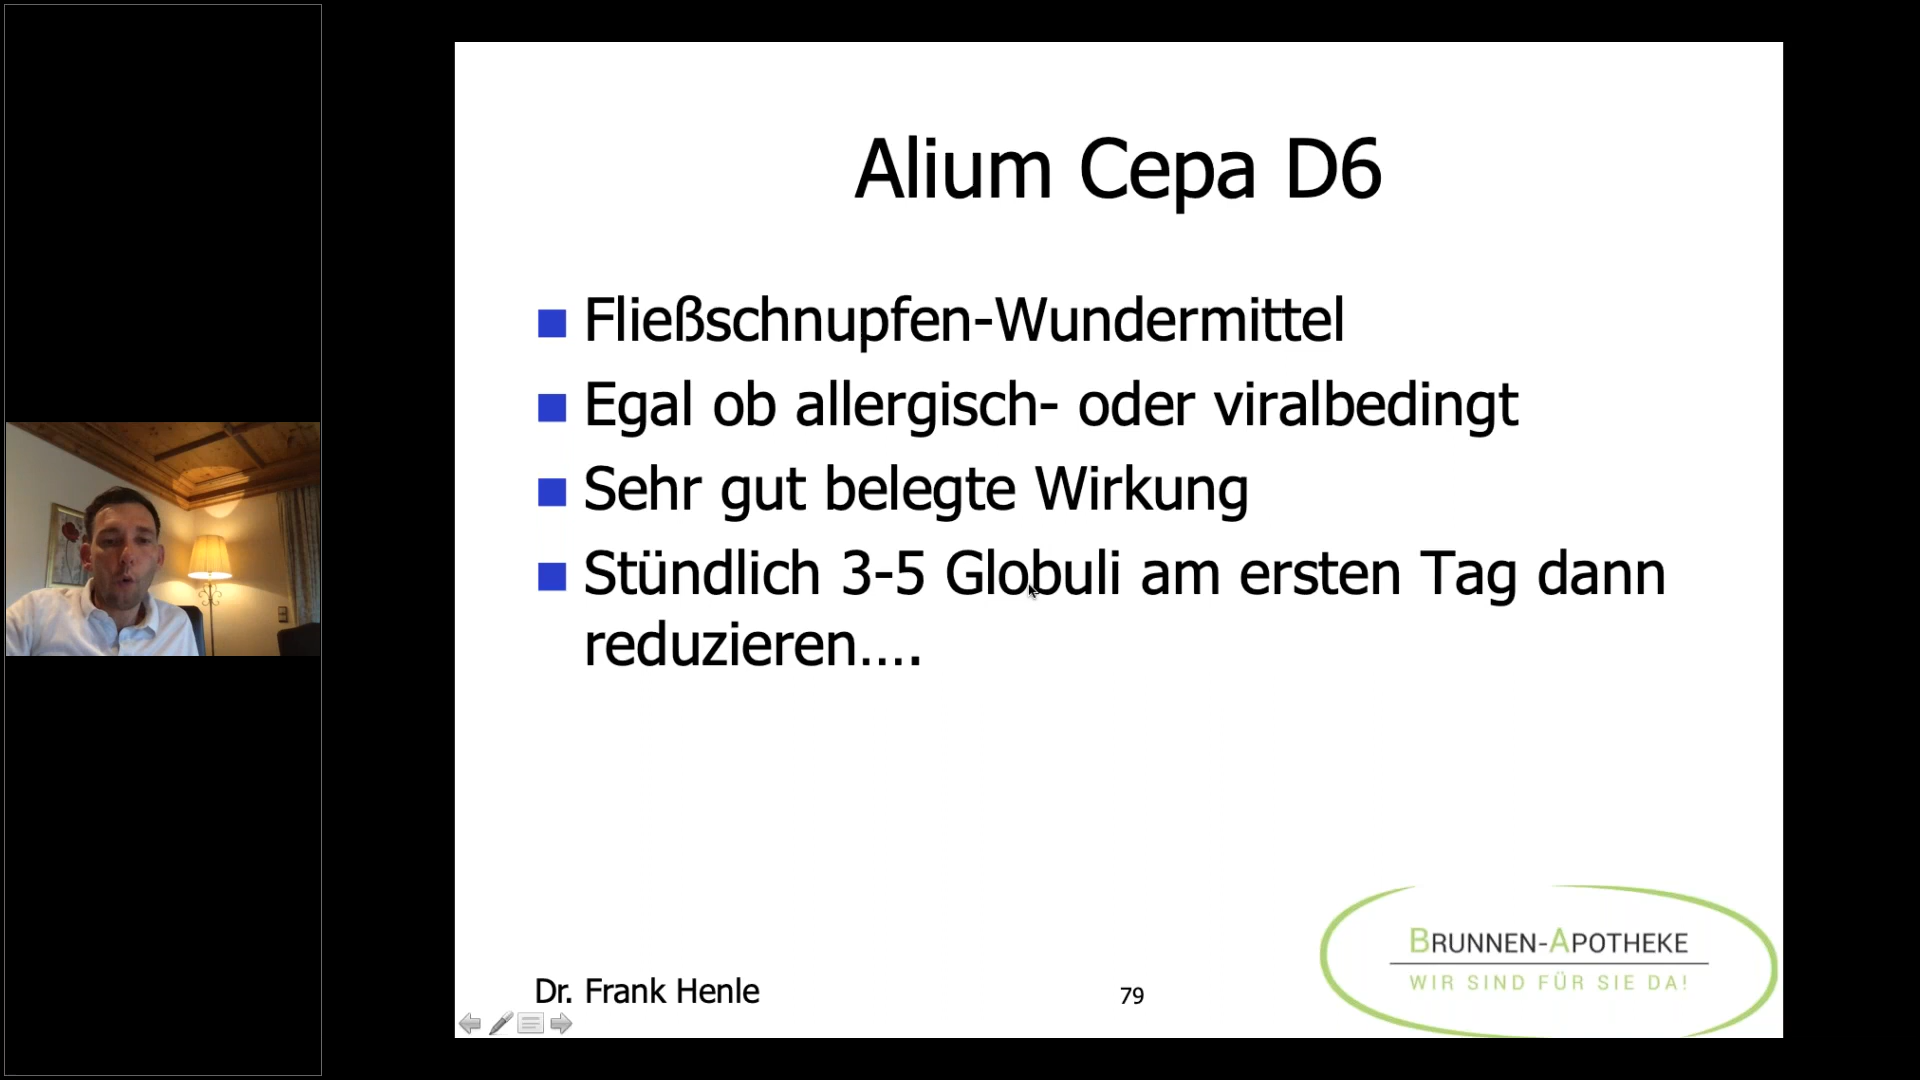 Alium Cepa D6
Fließschnupfen-Wundermittel
Egal ob allergisch- oder viralbedingt
Sehr gut belegte Wirkung
Stündlich 3-5 Globuli am ersten Tag dann
reduzieren....
Dr. Frank Henle
79
BRUNNEN-APOTHEKE
WIR SIND FÜR SIE DA!